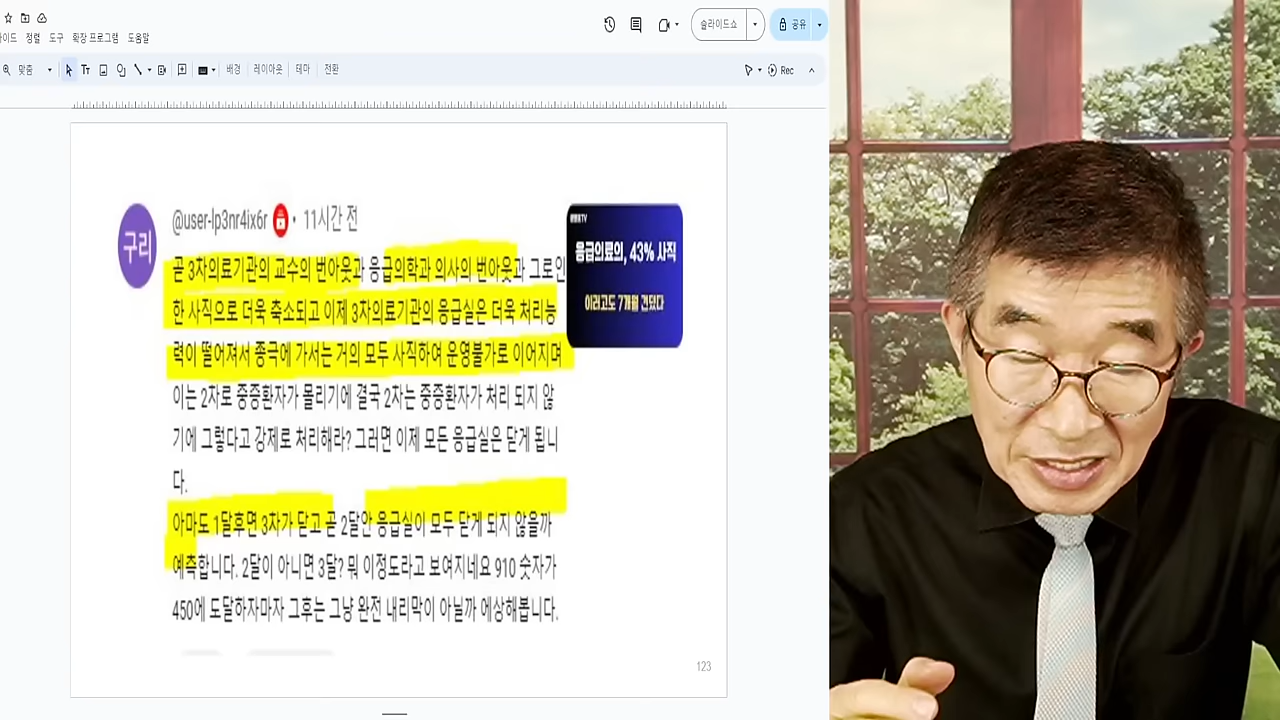 슬라이드쇼
공유
이드 정렬 도구 확장 프로그램 도움말
맞춤
배경 레이아웃 테마 전환
Rec
구리
@user-lp3nr4ix6r · 11시간 전
곧 3차의료기관의 교수의 번아웃과 응급의학과 의사의 번아웃과 그로인
한 사직으로 더욱 축소되고 이제 3차의료기관의 응급실은 더욱 처리능
력이 떨어져서 종국에 가서는 거의 모두 사직하여 운영불가로 이어지며
이는 2차로 중증환자가 몰리기에 결국 2차는 중증환자가 처리 되지 않
기에 그렇다고 강제로 처리해라? 그러면 이제 모든 응급실은 닫게 됩니
다.
아마도 1달후면 3차가 닫고 곧 2달안 응급실이 모두 닫게 되지 않을까
예측합니다. 2달이 아니면 3달? 뭐 이정도라고 보여지네요 910 숫자가
450에 도달하자마자 그후는 그냥 완전 내리막이 아닐까 에상해봅니다.
응급의료의, 43% 사직
이러고도 7개월 견뎠다
123